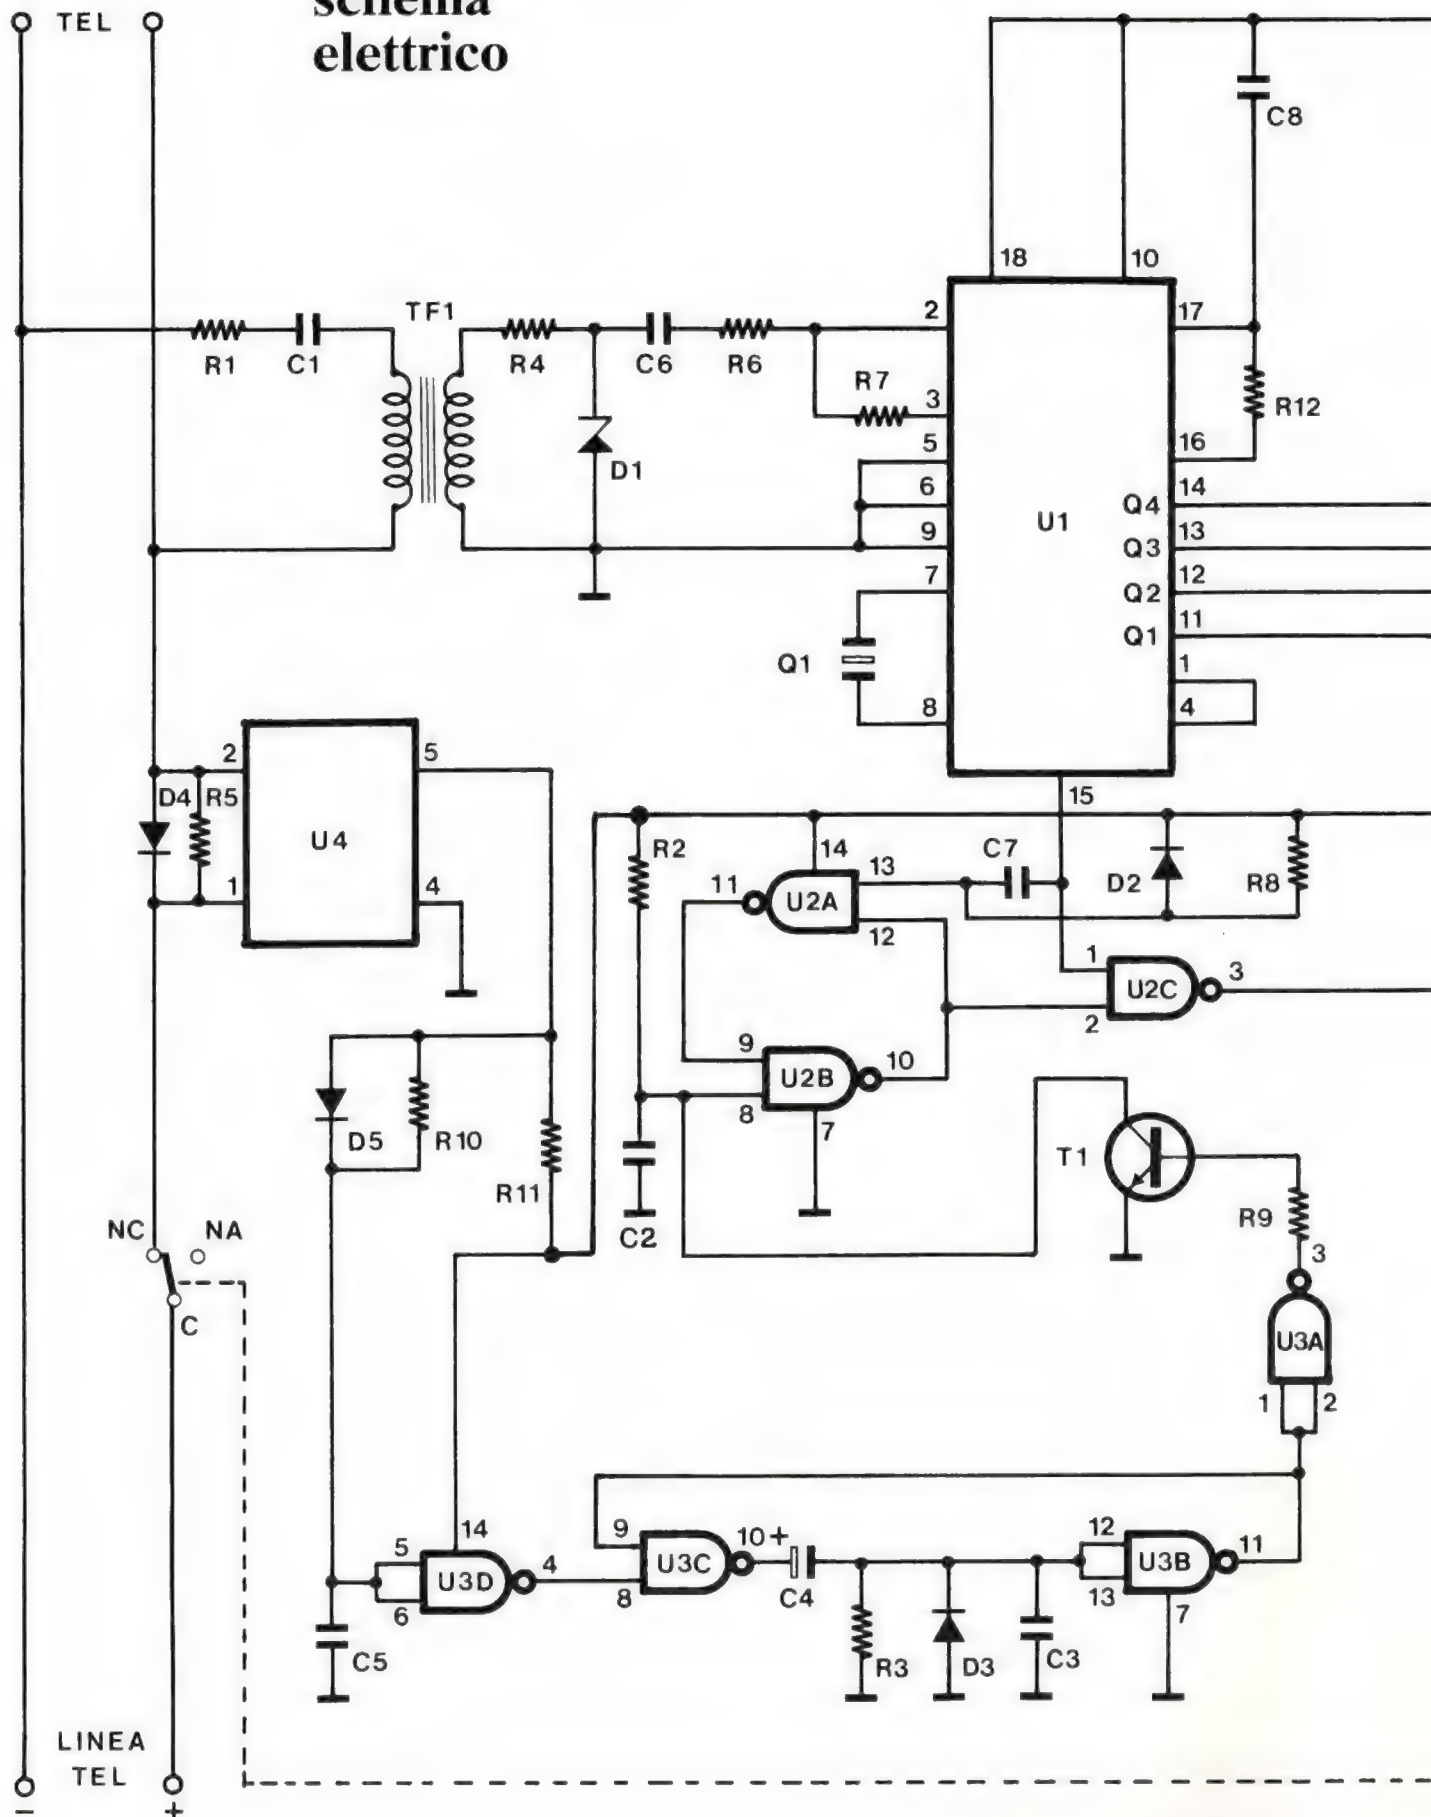 schema
elettrico
TEL
C8
18
10
TF1
2
17
R1
C1
R4
C6
R6
R7
3
R12
D1
5
16
6
Q4
14
U1
9
Q3
13
7
Q2
12
Q1
11
Q1
1
8
4
2
5
D4
R5
U4
15
R2
14
13
C7
11
U2A
D2
R8
1
4
12
1
U2C
3
2
9
U2B
10
8
7
D5
R10
T1
R11
R9
NC
NA
C2
3
C
U3A
1
2
14
9
10
+
12
5
U3C
U3B
11
U3D
4
8
C4
13
6
7
C5
R3
D3
C3
LINEA
TEL
-
+